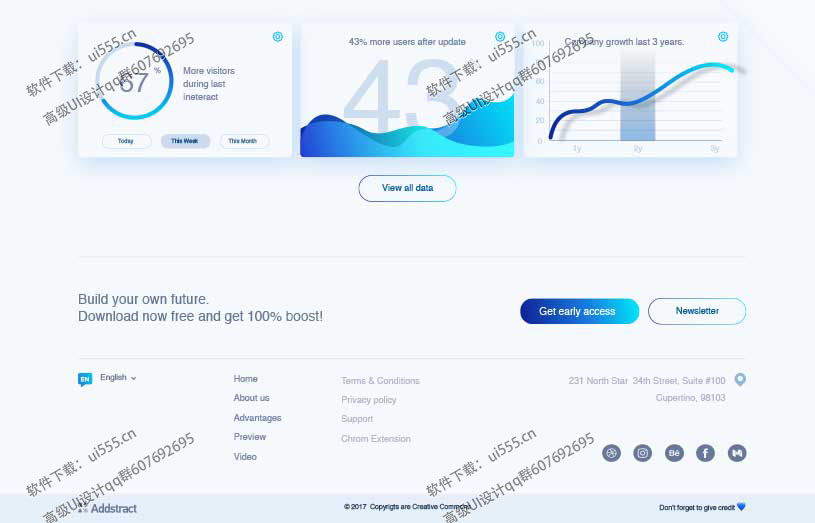 67 %
More visitors
during last
ineteract
Today
This Week
This Month
43% more users after update
43
Company growth last 3 years.
100
80
60
40
20
0
1y
2y
3y
View all data
Build your own future.
Download now free and get 100% boost!
Get early access
Newsletter
EN
English
Home
About us
Advantages
Preview
Video
Terms & Conditions
Privacy policy
Support
Chrom Extension
231 North Star 34th Street, Suite #100
Cupertino, 98103
Bē
f
M
Addstract
© 2017 Copyrigts are Creative Commons
Don't forget to give credit
软件下载：ui555.cn
高级UI设计qq群607692695
软件下载：ui555.cn
高级UI设计qq群607692695
软件下载：ui555.cn
高级UI设计qq群607692695
软件下载：ui555.cn
高级UI设计qq群607692695